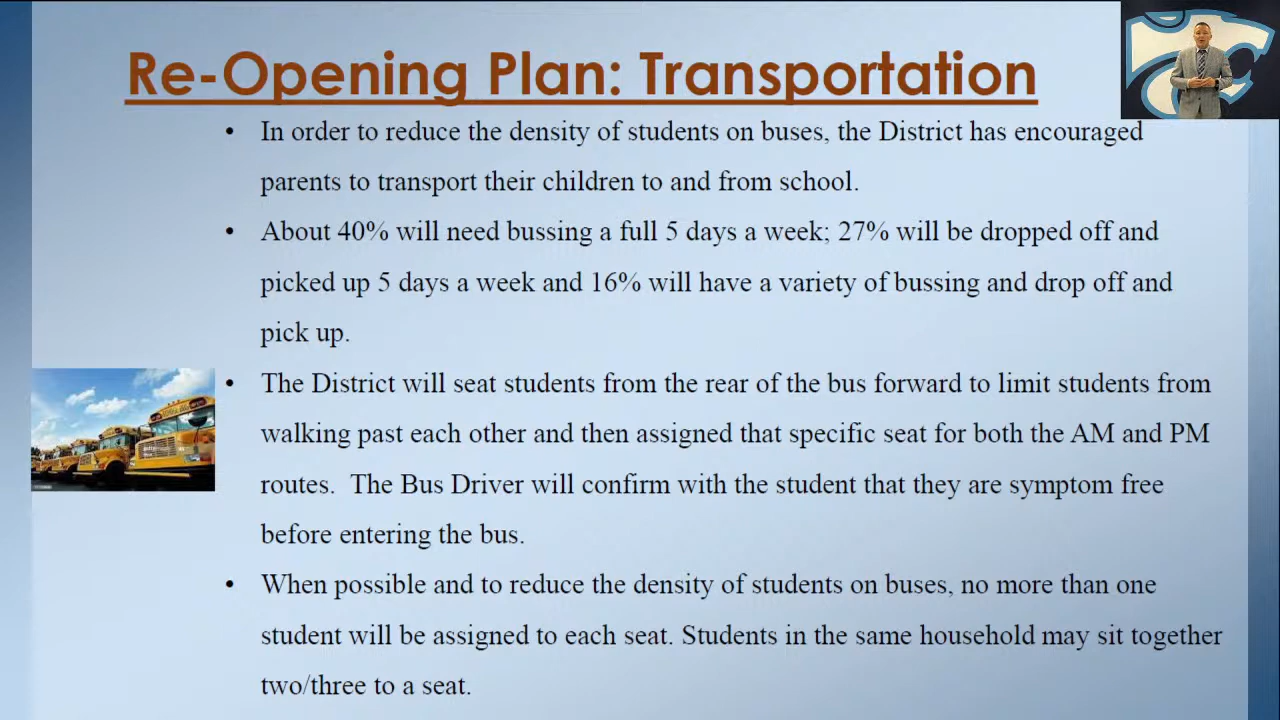 Re-Opening Plan: Transportation
• In order to reduce the density of students on buses, the District has encouraged
parents to transport their children to and from school.
• About 40% will need bussing a full 5 days a week; 27% will be dropped off and
picked up 5 days a week and 16% will have a variety of bussing and drop off and
pick up.
• The District will seat students from the rear of the bus forward to limit students from
walking past each other and then assigned that specific seat for both the AM and PM
routes.  The Bus Driver will confirm with the student that they are symptom free
before entering the bus.
• When possible and to reduce the density of students on buses, no more than one
student will be assigned to each seat. Students in the same household may sit together
two/three to a seat.